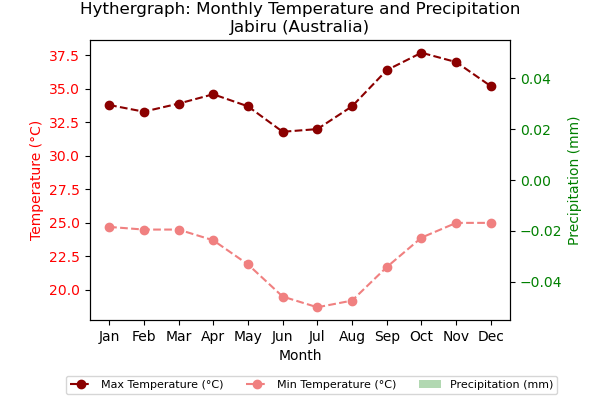 Hythergraph: Monthly Temperature and Precipitation
Jabiru (Australia)
37.5
35.0
32.5
30.0
27.5
25.0
22.5
20.0
Temperature (°C)
0.04
0.02
0.00
−0.02
−0.04
Precipitation (mm)
Jan Feb Mar Apr May Jun Jul Aug Sep Oct Nov Dec
Month
Max Temperature (°C) Min Temperature (°C) Precipitation (mm)